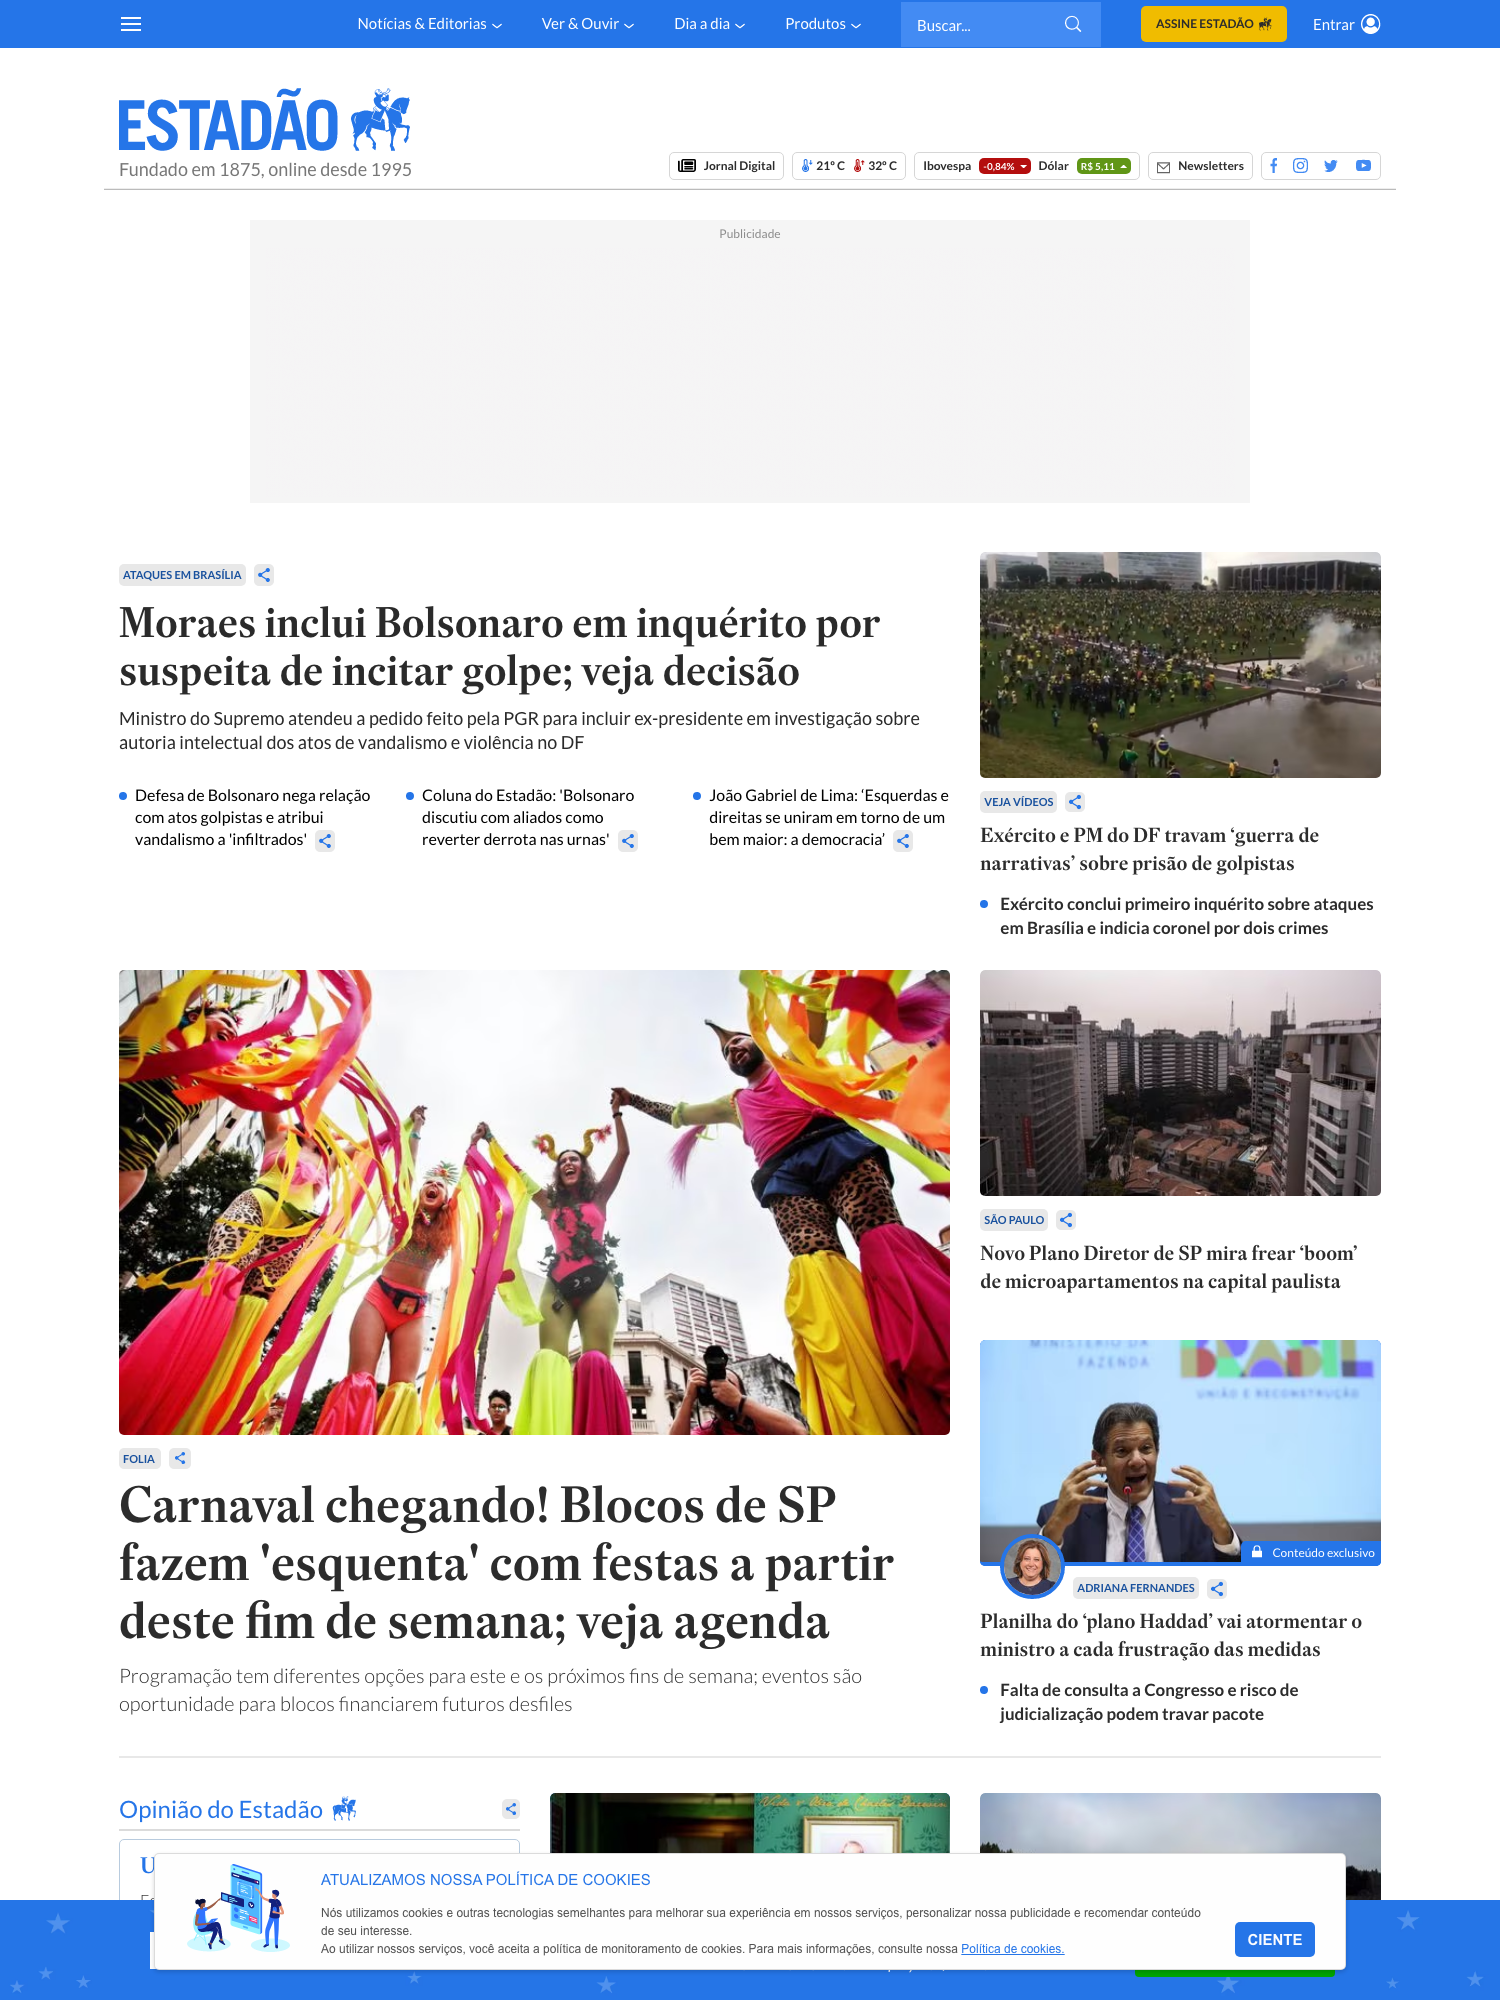 Notícias & Editorias
Ver & Ouvir
Dia a dia
Produtos
Buscar...
ASSINE ESTADÃO
Entrar
ESTADÃO
Fundado em 1875, online desde 1995
Jornal Digital
21º C
32º C
Ibovespa
-0,84%
Dólar
R$ 5,11
Newsletters
Publicidade
ATAQUES EM BRASÍLIA
Moraes inclui Bolsonaro em inquérito por
suspeita de incitar golpe; veja decisão
Ministro do Supremo atendeu a pedido feito pela PGR para incluir ex-presidente em investigação sobre
autoria intelectual dos atos de vandalismo e violência no DF
Defesa de Bolsonaro nega relação
com atos golpistas e atribui
vandalismo a 'infiltrados'
Coluna do Estadão: 'Bolsonaro
discutiu com aliados como
reverter derrota nas urnas'
João Gabriel de Lima: ‘Esquerdas e
direitas se uniram em torno de um
bem maior: a democracia’
VEJA VÍDEOS
Exército e PM do DF travam ‘guerra de
narrativas’ sobre prisão de golpistas
Exército conclui primeiro inquérito sobre ataques
em Brasília e indicia coronel por dois crimes
FOLIA
Carnaval chegando! Blocos de SP
fazem 'esquenta' com festas a partir
deste fim de semana; veja agenda
Programação tem diferentes opções para este e os próximos fins de semana; eventos são
oportunidade para blocos financiarem futuros desfiles
SÃO PAULO
Novo Plano Diretor de SP mira frear ‘boom’
de microapartamentos na capital paulista
MINISTÉRIO DA
FAZENDA
BRASIL
UNIÃO E RECONSTRUÇÃO
Conteúdo exclusivo
ADRIANA FERNANDES
Planilha do ‘plano Haddad’ vai atormentar o
ministro a cada frustração das medidas
Falta de consulta a Congresso e risco de
judicialização podem travar pacote
Opinião do Estadão
U
ATUALIZAMOS NOSSA POLÍTICA DE COOKIES
Nós utilizamos cookies e outras tecnologias semelhantes para melhorar sua experiência em nossos serviços, personalizar nossa publicidade e recomendar conteúdo
de seu interesse.
Ao utilizar nossos serviços, você aceita a política de monitoramento de cookies. Para mais informações, consulte nossa Política de cookies.
CIENTE